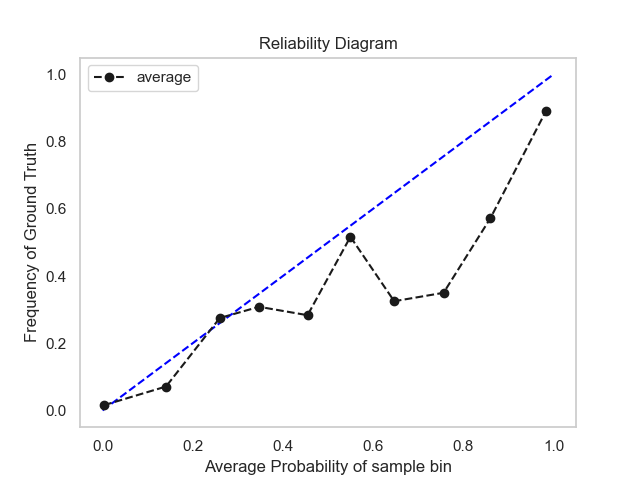 Reliability Diagram
average
1.0
0.8
0.6
0.4
0.2
0.0
Frequency of Ground Truth
0.0 0.2 0.4 0.6 0.8 1.0
Average Probability of sample bin